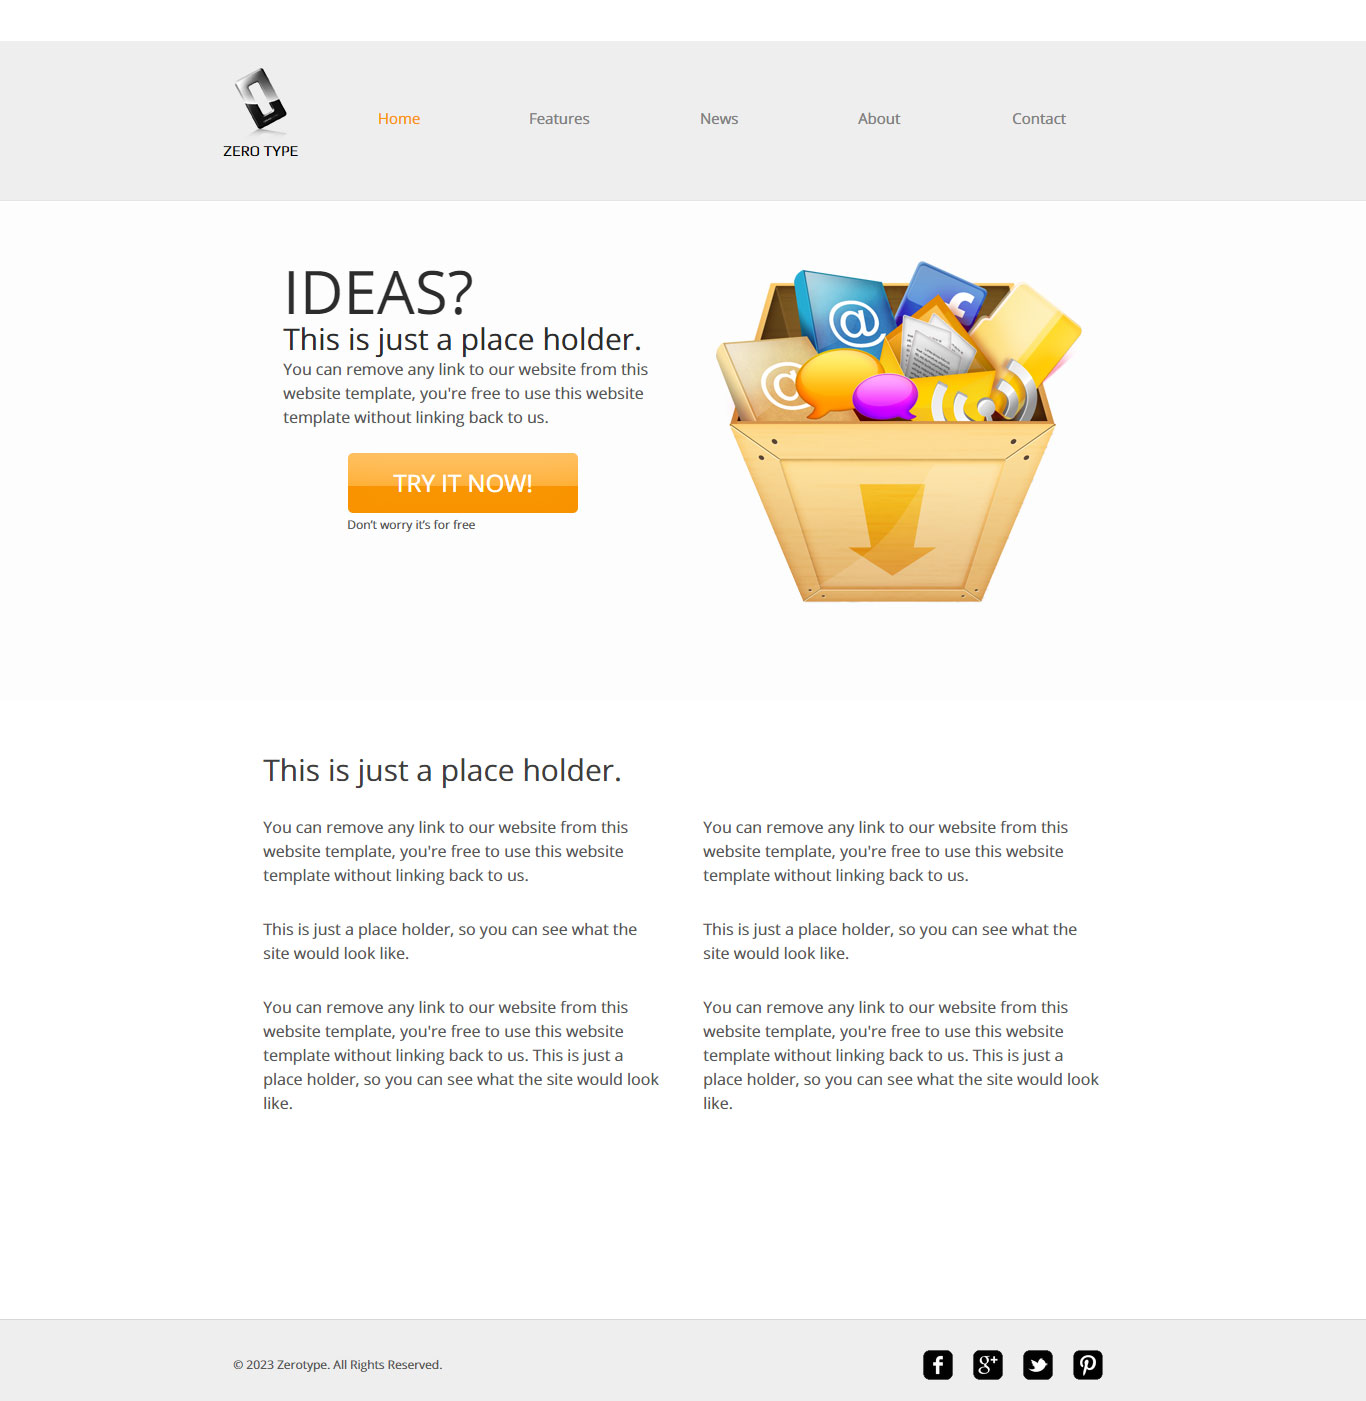 ZERO TYPE
Home
Features
News
About
Contact
IDEAS?
This is just a place holder.
You can remove any link to our website from this
website template, you're free to use this website
template without linking back to us.
TRY IT NOW!
Don't worry it's for free
This is just a place holder.
You can remove any link to our website from this
website template, you're free to use this website
template without linking back to us.
This is just a place holder, so you can see what the
site would look like.
You can remove any link to our website from this
website template, you're free to use this website
template without linking back to us. This is just a
place holder, so you can see what the site would look
like.
You can remove any link to our website from this
website template, you're free to use this website
template without linking back to us.
This is just a place holder, so you can see what the
site would look like.
You can remove any link to our website from this
website template, you're free to use this website
template without linking back to us. This is just a
place holder, so you can see what the site would look
like.
© 2023 Zerotype. All Rights Reserved.